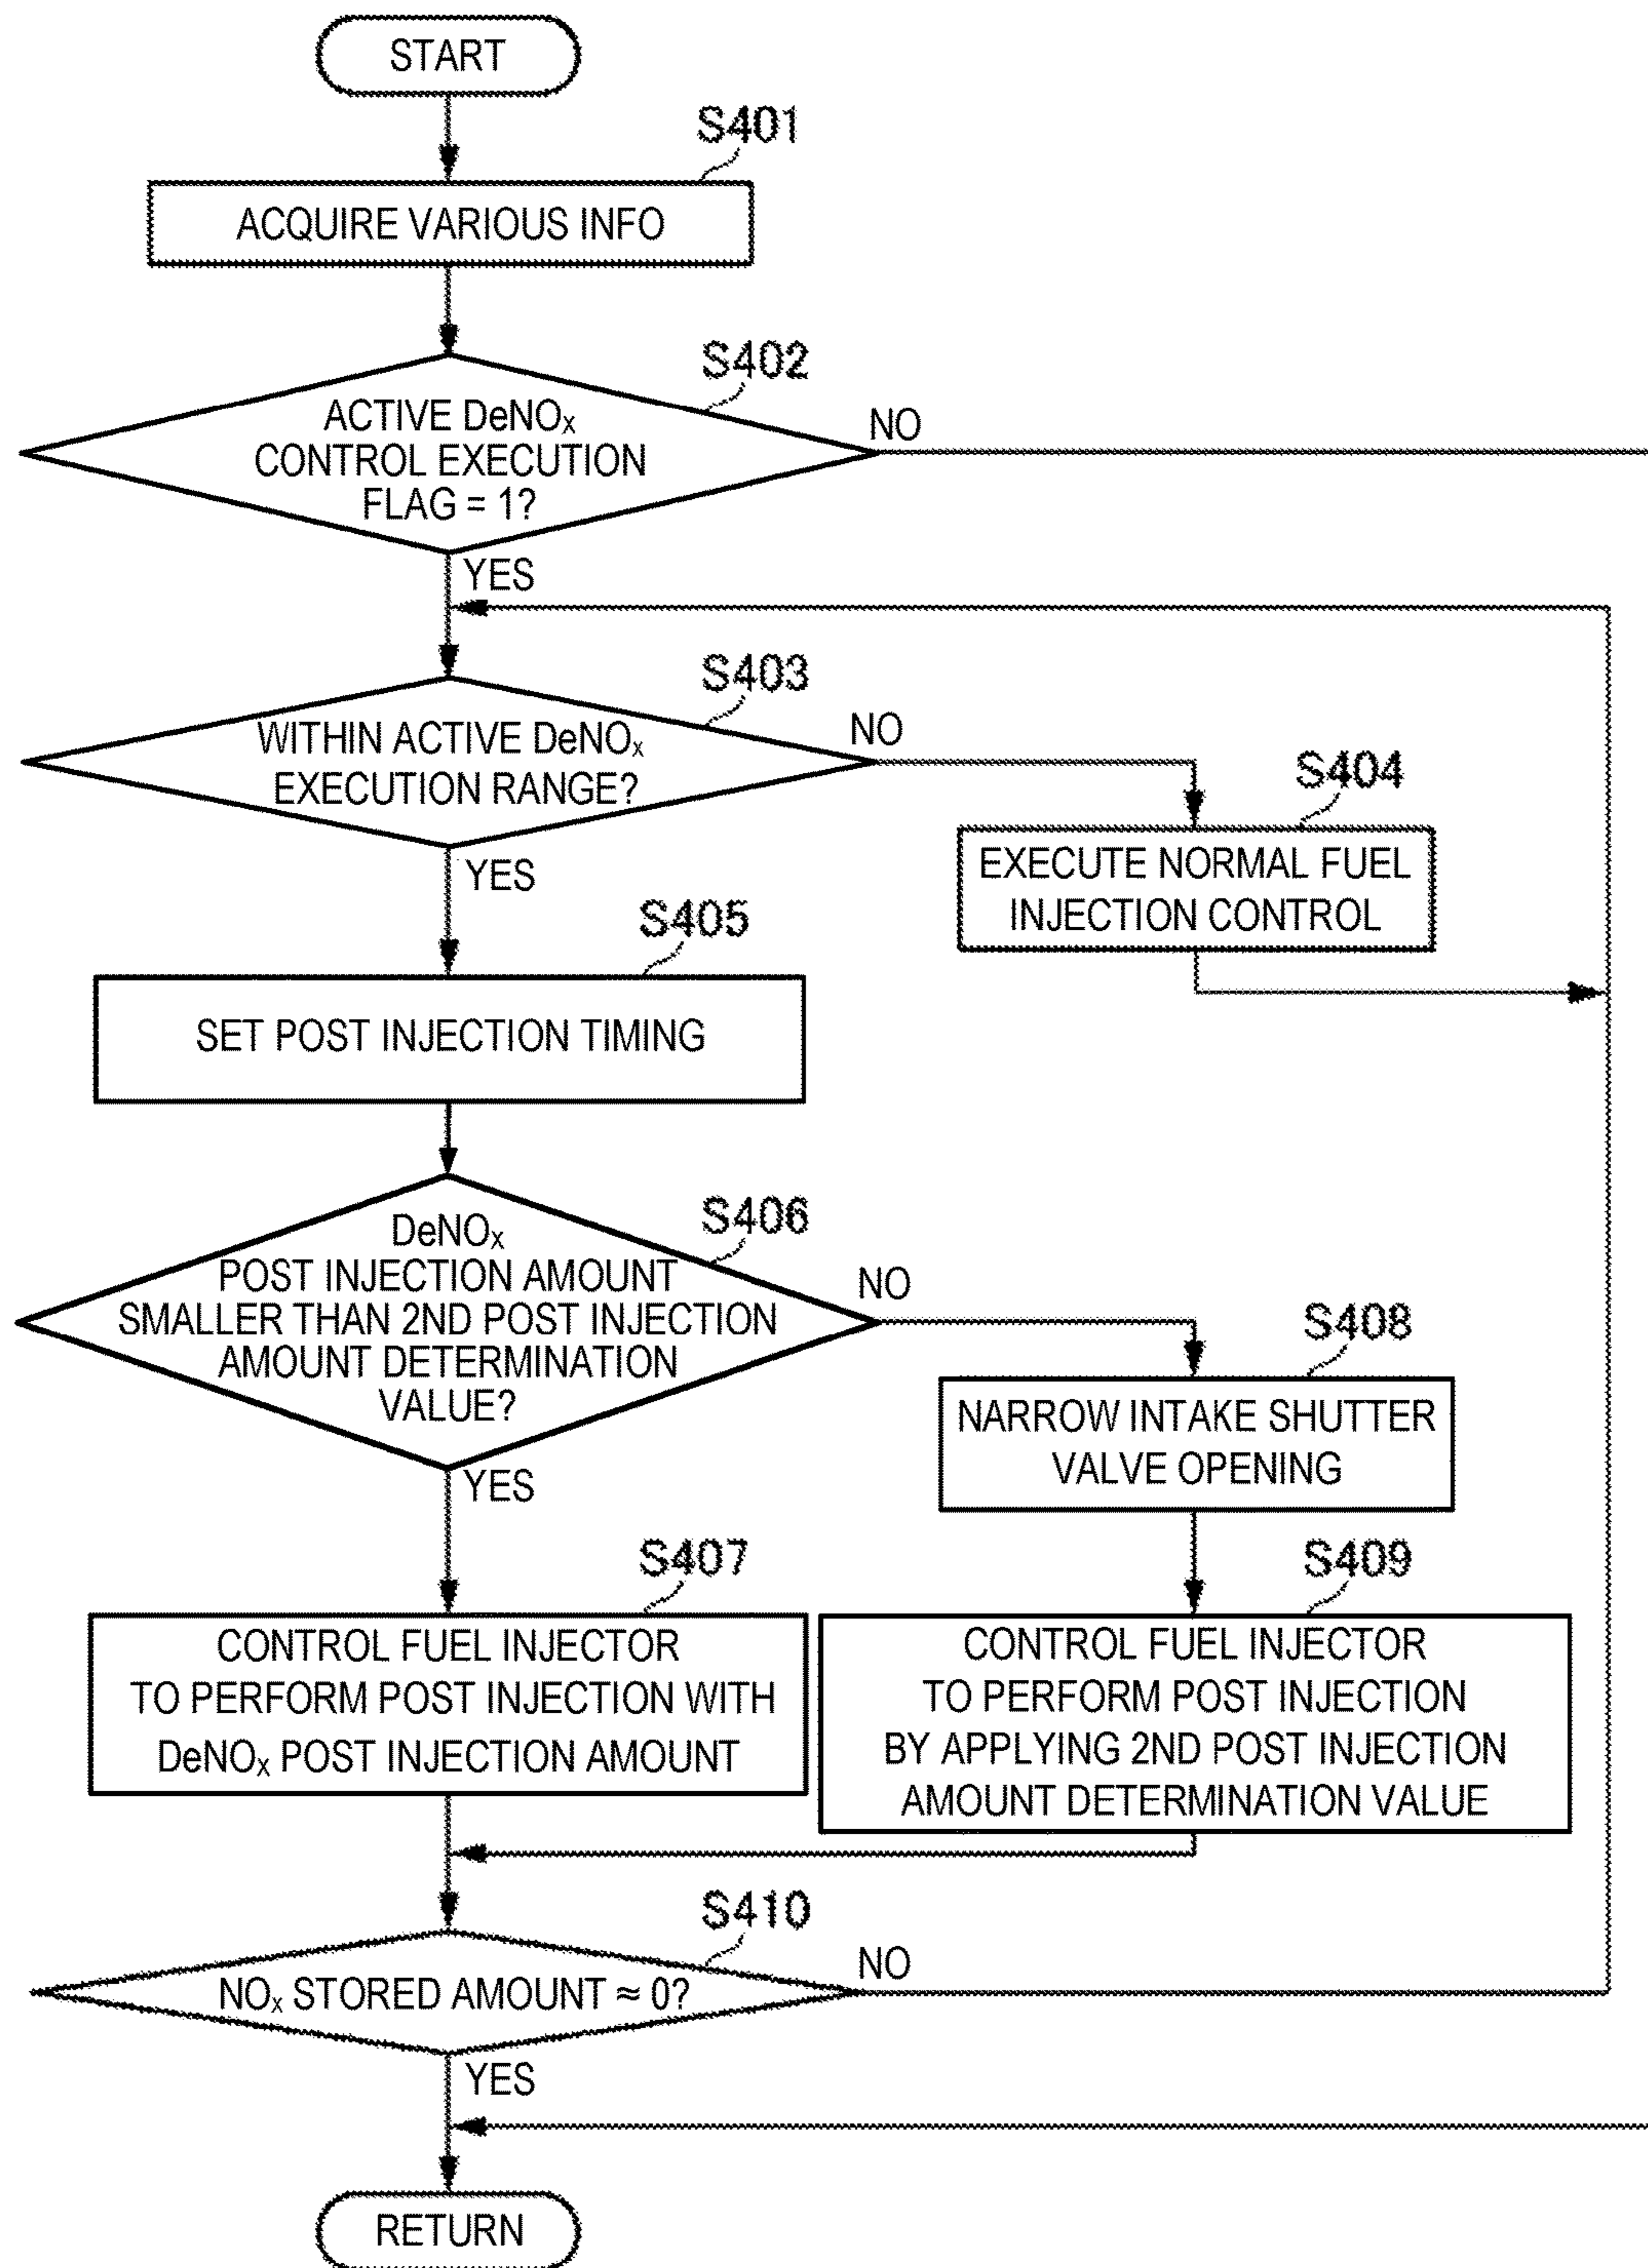 START
S401
ACQUIRE VARIOUS INFO
S402
ACTIVE DeNOₓ
CONTROL EXECUTION
FLAG = 1?
NO
YES
S403
WITHIN ACTIVE DeNOₓ
EXECUTION RANGE?
NO
YES
S404
EXECUTE NORMAL FUEL
INJECTION CONTROL
S405
SET POST INJECTION TIMING
S406
DeNOₓ
POST INJECTION AMOUNT
SMALLER THAN 2ND POST INJECTION
AMOUNT DETERMINATION
VALUE?
NO
YES
S408
NARROW INTAKE SHUTTER
VALVE OPENING
S407
CONTROL FUEL INJECTOR
TO PERFORM POST INJECTION WITH
DeNOₓ POST INJECTION AMOUNT
S409
CONTROL FUEL INJECTOR
TO PERFORM POST INJECTION
BY APPLYING 2ND POST INJECTION
AMOUNT DETERMINATION VALUE
S410
NOₓ STORED AMOUNT ≈ 0?
NO
YES
RETURN